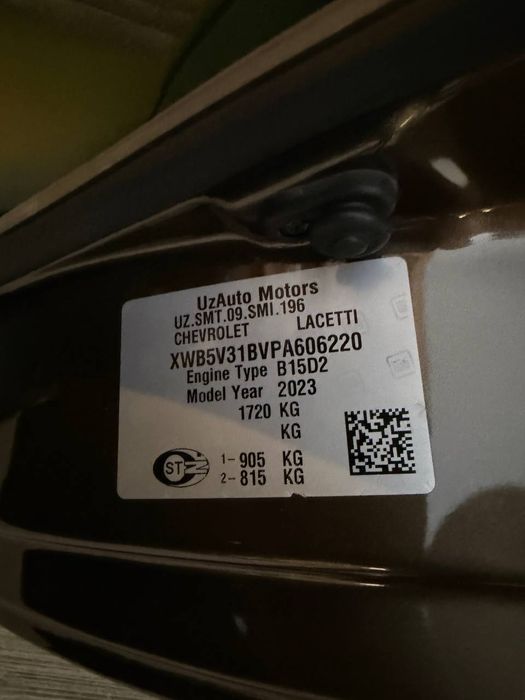 UzAuto Motors
UZ.SMT.09.SMI.196
CHEVROLET LACETTI
XWB5V31BVPA606220
Engine Type B15D2
Model Year 2023
1720 KG
KG
1- 905 KG
2- 815 KG
ST